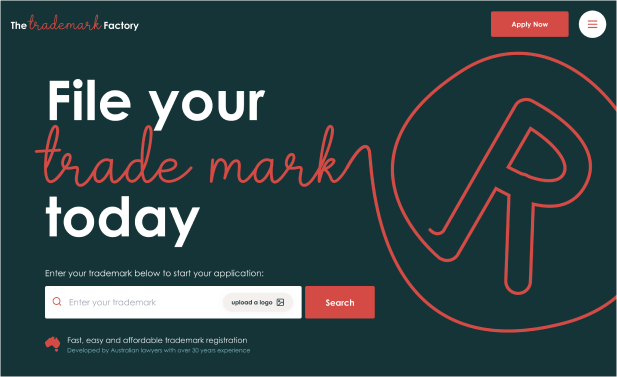 The trademark Factory
Apply Now
File your
trade mark
today
Enter your trademark below to start your application:
Enter your trademark
upload a logo
Search
Fast, easy and affordable trademark registration
Developed by Australian lawyers with over 30 years experience
R